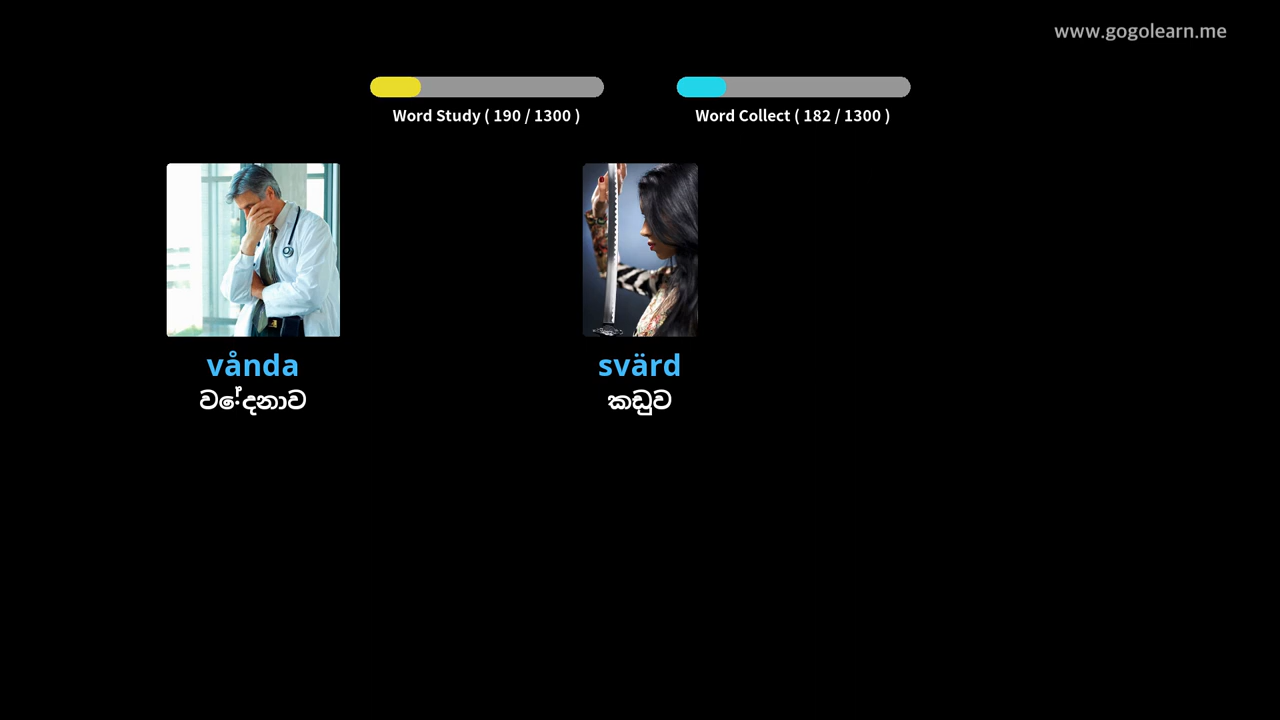 www.gogolearn.me
Word Study ( 190 / 1300 )
Word Collect ( 182 / 1300 )
vånda
වේදනාව
svärd
කඩුව